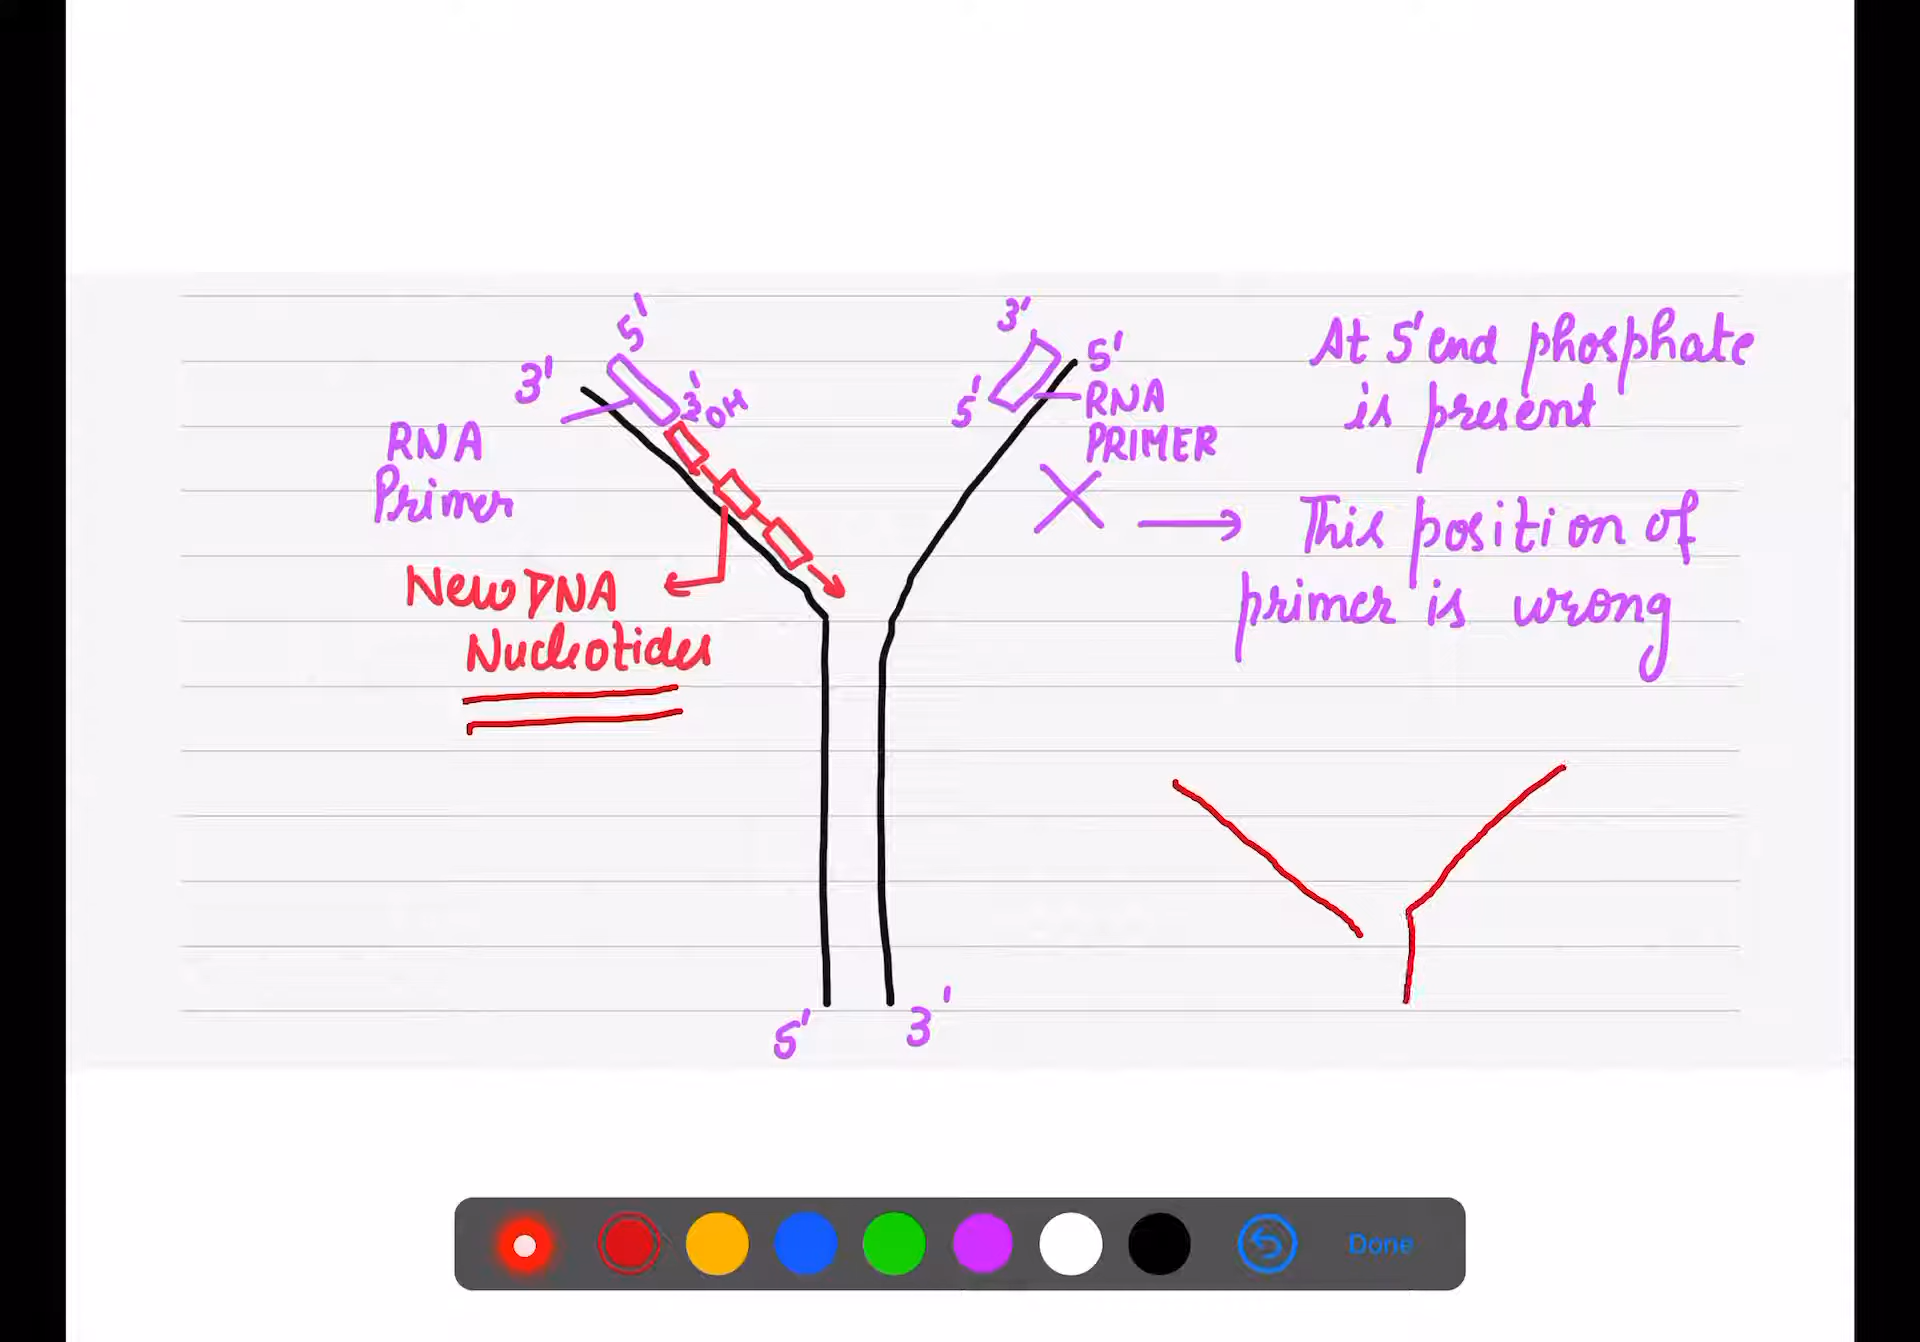 5'
3'
3'
OH
RNA
Primer
New DNA
Nucleotides
3'
5'
5'
RNA
PRIMER
At 5' end phosphate
is present
This position of
primer is wrong
5'
3'
Done